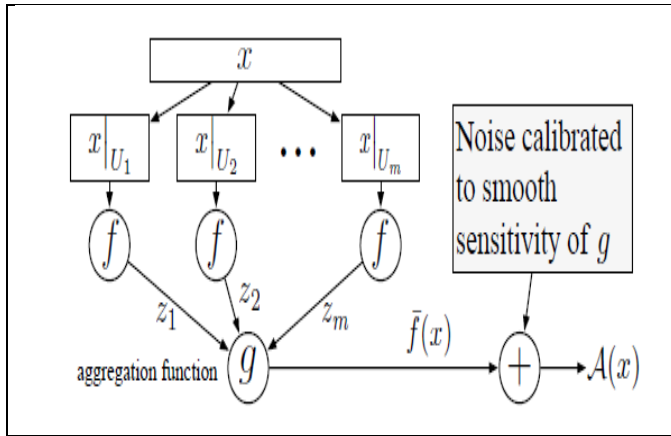 x
x|U₁ x|U₂ • • • x|Uₘ
Noise calibrated
to smooth
sensitivity of g
f f f
z₁ z₂ zₘ
f̄(x)
aggregation function g + 𝒜(x)